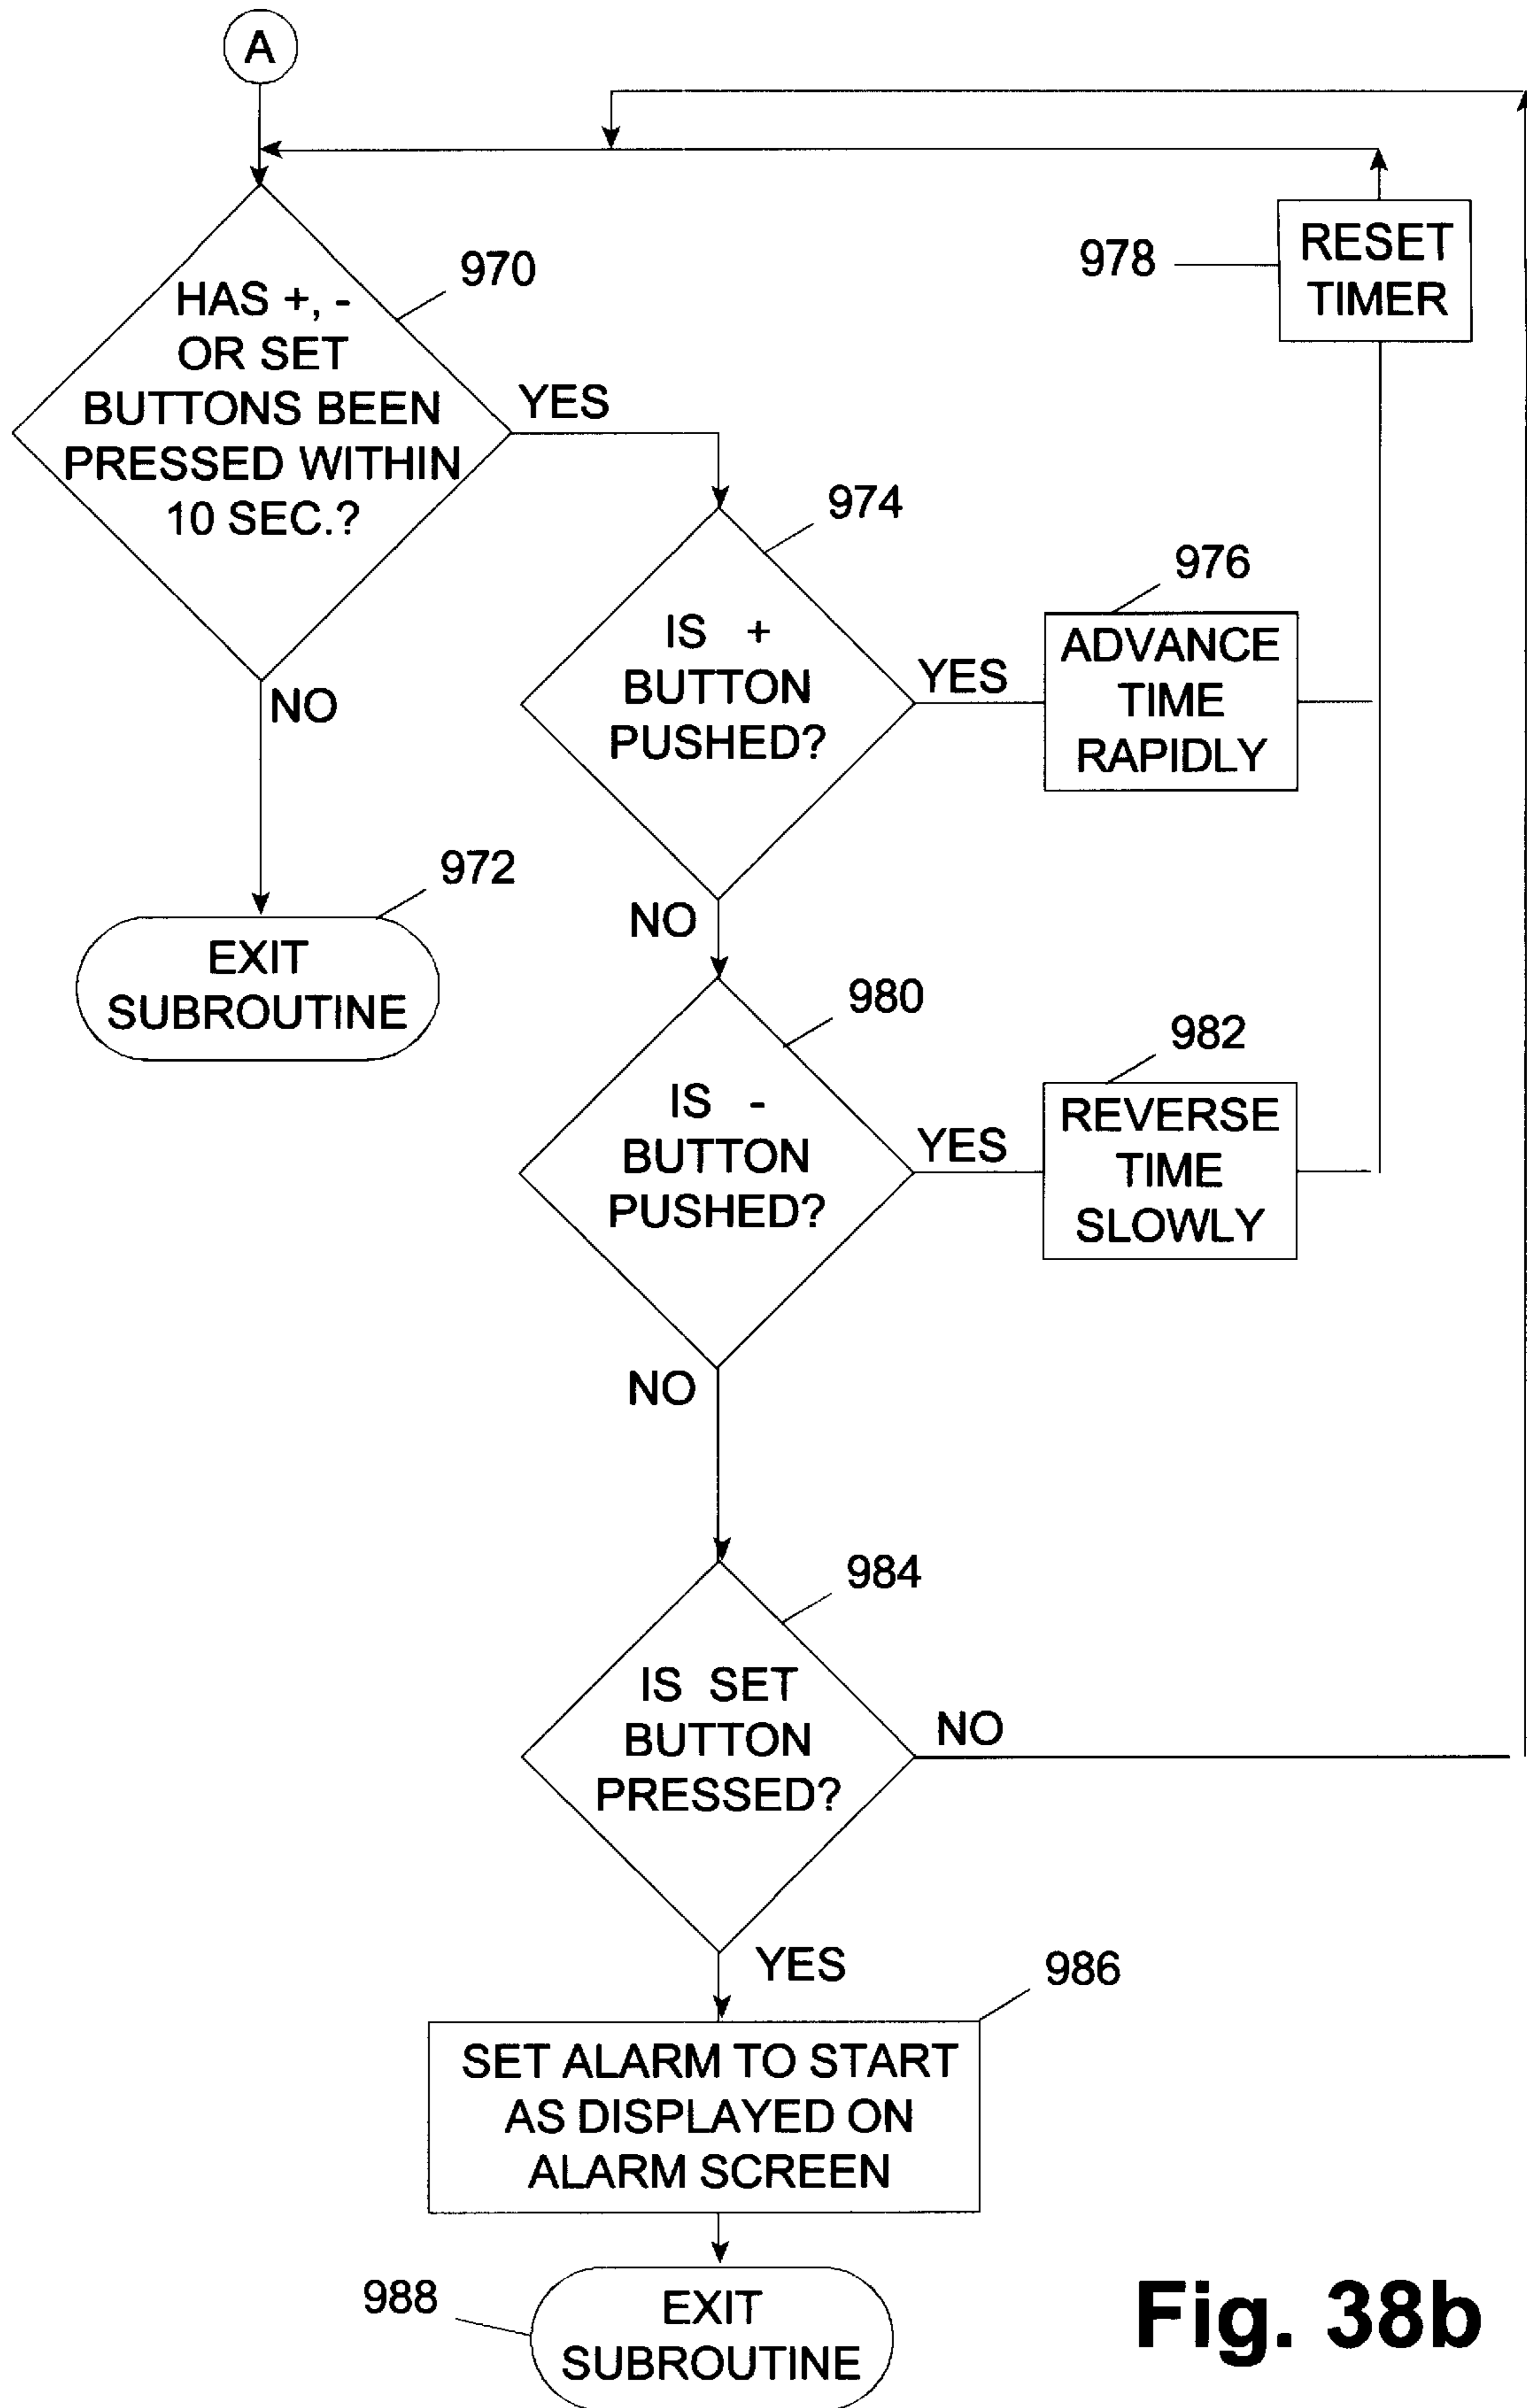 A
970
HAS +, -
OR SET
BUTTONS BEEN
PRESSED WITHIN
10 SEC.?
YES
NO
978
RESET
TIMER
974
IS +
BUTTON
PUSHED?
YES
NO
976
ADVANCE
TIME
RAPIDLY
972
EXIT
SUBROUTINE
980
IS -
BUTTON
PUSHED?
YES
NO
982
REVERSE
TIME
SLOWLY
984
IS SET
BUTTON
PRESSED?
NO
YES
986
SET ALARM TO START
AS DISPLAYED ON
ALARM SCREEN
988
EXIT
SUBROUTINE
Fig. 38b